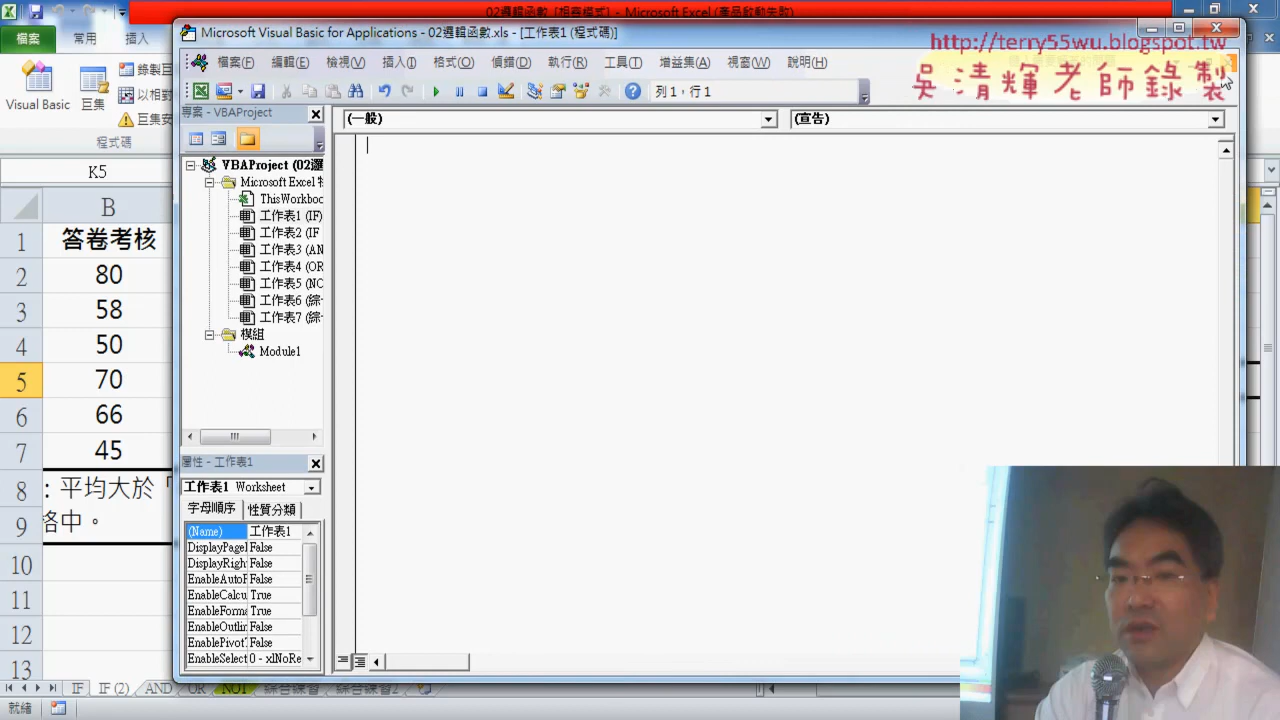 02邏輯函數 [相容模式] - Microsoft Excel (產品啟動失敗)
檔案 常用 插入
Visual Basic 巨集 錄製巨 以相對 巨集安
程式碼
K5
B
1 答卷考核
2 80
3 58
4 50
5 70
6 66
7 45
8 : 平均大於「
9 格中。
10
11
12
13
IF IF (2) AND OR NOT 綜合練習 綜合練習2
就緒
Microsoft Visual Basic for Applications - 02邏輯函數.xls - [工作表1 (程式碼)]
http://terry55wu.blogspot.tw
吳清輝老師錄製
檔案(F) 編輯(E) 檢視(V) 插入(I) 格式(O) 偵錯(D) 執行(R) 工具(T) 增益集(A) 視窗(W) 說明(H)
列 1，行 1
專案 - VBAProject
VBAProject (02邏
Microsoft Excel 物
ThisWorkboo
工作表1 (IF)
工作表2 (IF
工作表3 (AN
工作表4 (OR
工作表5 (NO
工作表6 (綜
工作表7 (綜
模組
Module1
屬性 - 工作表1
工作表1 Worksheet
字母順序 性質分類
(Name) 工作表1
DisplayPage False
DisplayRigh False
EnableAutoF False
EnableCalcu True
EnableForma True
EnableOutlin False
EnablePivot False
EnableSelect 0 - xlNoRe
(一般) (宣告)